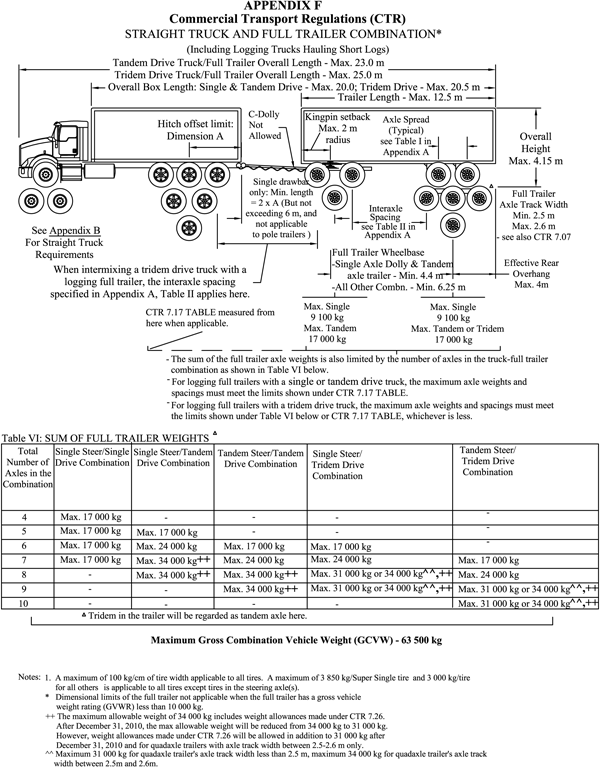 APPENDIX F
Commercial Transport Regulations (CTR)
STRAIGHT TRUCK AND FULL TRAILER COMBINATION*
(Including Logging Trucks Hauling Short Logs)
Tandem Drive Truck/Full Trailer Overall Length - Max. 23.0 m
Tridem Drive Truck/Full Trailer Overall Length - Max. 25.0 m
Overall Box Length: Single & Tandem Drive - Max. 20.0; Tridem Drive - Max. 20.5 m
Trailer Length - Max. 12.5 m
Hitch offset limit:
Dimension A
C-Dolly
Not
Allowed
Kingpin setback
Max. 2 m
radius
Axle Spread
(Typical)
see Table I in
Appendix A
Overall
Height
Max. 4.15 m
Single drawbar
only: Min. length
= 2 x A (But not
exceeding 6 m, and
not applicable
to pole trailers )
Interaxle
Spacing
see Table II in
Appendix A
Δ
Full Trailer
Axle Track Width
Min. 2.5 m
Max. 2.6 m
- see also CTR 7.07
See Appendix B
For Straight Truck
Requirements
When intermixing a tridem drive truck with a
logging full trailer, the interaxle spacing
specified in Appendix A, Table II applies here.
Full Trailer Wheelbase
-Single Axle Dolly & Tandem
axle trailer - Min. 4.4 m
-All Other Combn. - Min. 6.25 m
Effective Rear
Overhang
Max. 4m
CTR 7.17 TABLE measured from
here when applicable.
Max. Single
9 100 kg
Max. Tandem
17 000 kg
Max. Single
9 100 kg
Max. Tandem or Tridem
17 000 kg
- The sum of the full trailer axle weights is also limited by the number of axles in the truck-full trailer
combination as shown in Table VI below.
- For logging full trailers with a single or tandem drive truck, the maximum axle weights and
spacings must meet the limits shown under CTR 7.17 TABLE.
- For logging full trailers with a tridem drive truck, the maximum axle weights and spacings must meet
the limits shown under Table VI below or CTR 7.17 TABLE, whichever is less.
Table VI: SUM OF FULL TRAILER WEIGHTS Δ
Total Number of Axles in the Combination | Single Steer/Single Drive Combination | Single Steer/Tandem Drive Combination | Tandem Steer/Tandem Drive Combination | Single Steer/ Tridem Drive Combination | Tandem Steer/ Tridem Drive Combination
4 Max. 17 000 kg - - - -
5 Max. 17 000 kg Max. 17 000 kg - - -
6 Max. 17 000 kg Max. 24 000 kg Max. 17 000 kg Max. 17 000 kg -
7 Max. 17 000 kg Max. 34 000 kg++ Max. 24 000 kg Max. 24 000 kg Max. 17 000 kg
8 - Max. 34 000 kg++ Max. 34 000 kg++ Max. 31 000 kg or 34 000 kg^^,++ Max. 24 000 kg
9 - - Max. 34 000 kg++ Max. 31 000 kg or 34 000 kg^^,++ Max. 31 000 kg or 34 000 kg^^,++
10 - - - - Max. 31 000 kg or 34 000 kg^^,++
Δ Tridem in the trailer will be regarded as tandem axle here.
Maximum Gross Combination Vehicle Weight (GCVW) - 63 500 kg
Notes: 1. A maximum of 100 kg/cm of tire width applicable to all tires. A maximum of 3 850 kg/Super Single tire and 3 000 kg/tire
for all others is applicable to all tires except tires in the steering axle(s).
* Dimensional limits of the full trailer not applicable when the full trailer has a gross vehicle
weight rating (GVWR) less than 10 000 kg.
++ The maximum allowable weight of 34 000 kg includes weight allowances made under CTR 7.26.
After December 31, 2010, the max allowable weight will be reduced from 34 000 kg to 31 000 kg.
However, weight allowances made under CTR 7.26 will be allowed in addition to 31 000 kg after
December 31, 2010 and for quadaxle trailers with axle track width between 2.5-2.6 m only.
^^ Maximum 31 000 kg for quadaxle trailer's axle track width less than 2.5 m, maximum 34 000 kg for quadaxle trailer's axle track
width between 2.5m and 2.6m.